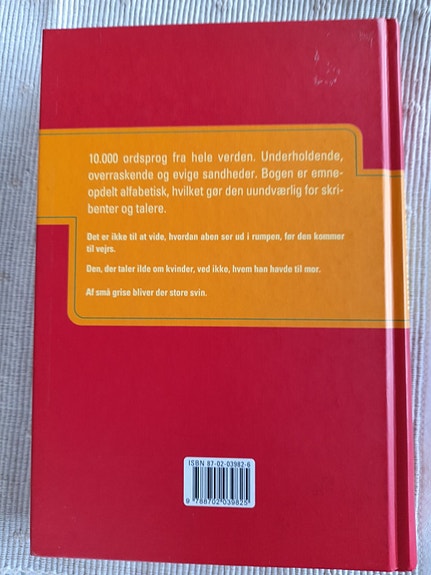 10.000 ordsprog fra hele verden. Underholdende,
overraskende og evige sandheder. Bogen er emne-
opdelt alfabetisk, hvilket gør den uundværlig for skri-
benter og talere.
Det er ikke til at vide, hvordan aben ser ud i rumpen, før den kommer
til vejrs.
Den, der taler ilde om kvinder, ved ikke, hvem han havde til mor.
Af små grise bliver der store svin.
ISBN 87-02-03982-6
9 788702 039825